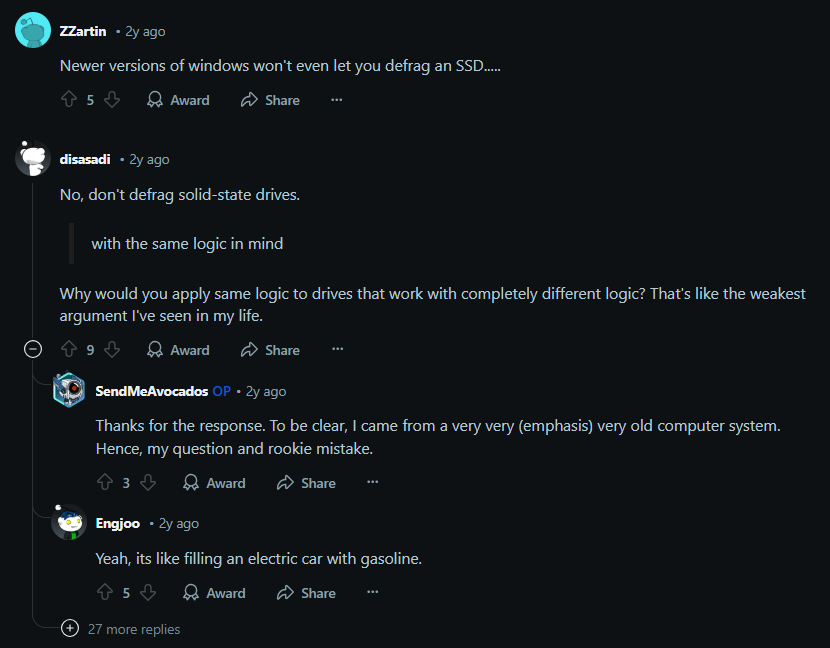 ZZartin • 2y ago
Newer versions of windows won't even let you defrag an SSD.....
5 Award Share ...
disasadi • 2y ago
No, don't defrag solid-state drives.
with the same logic in mind
Why would you apply same logic to drives that work with completely different logic? That's like the weakest
argument I've seen in my life.
9 Award Share ...
SendMeAvocados OP • 2y ago
Thanks for the response. To be clear, I came from a very very (emphasis) very old computer system.
Hence, my question and rookie mistake.
3 Award Share ...
Engjoo • 2y ago
Yeah, its like filling an electric car with gasoline.
5 Award Share ...
27 more replies